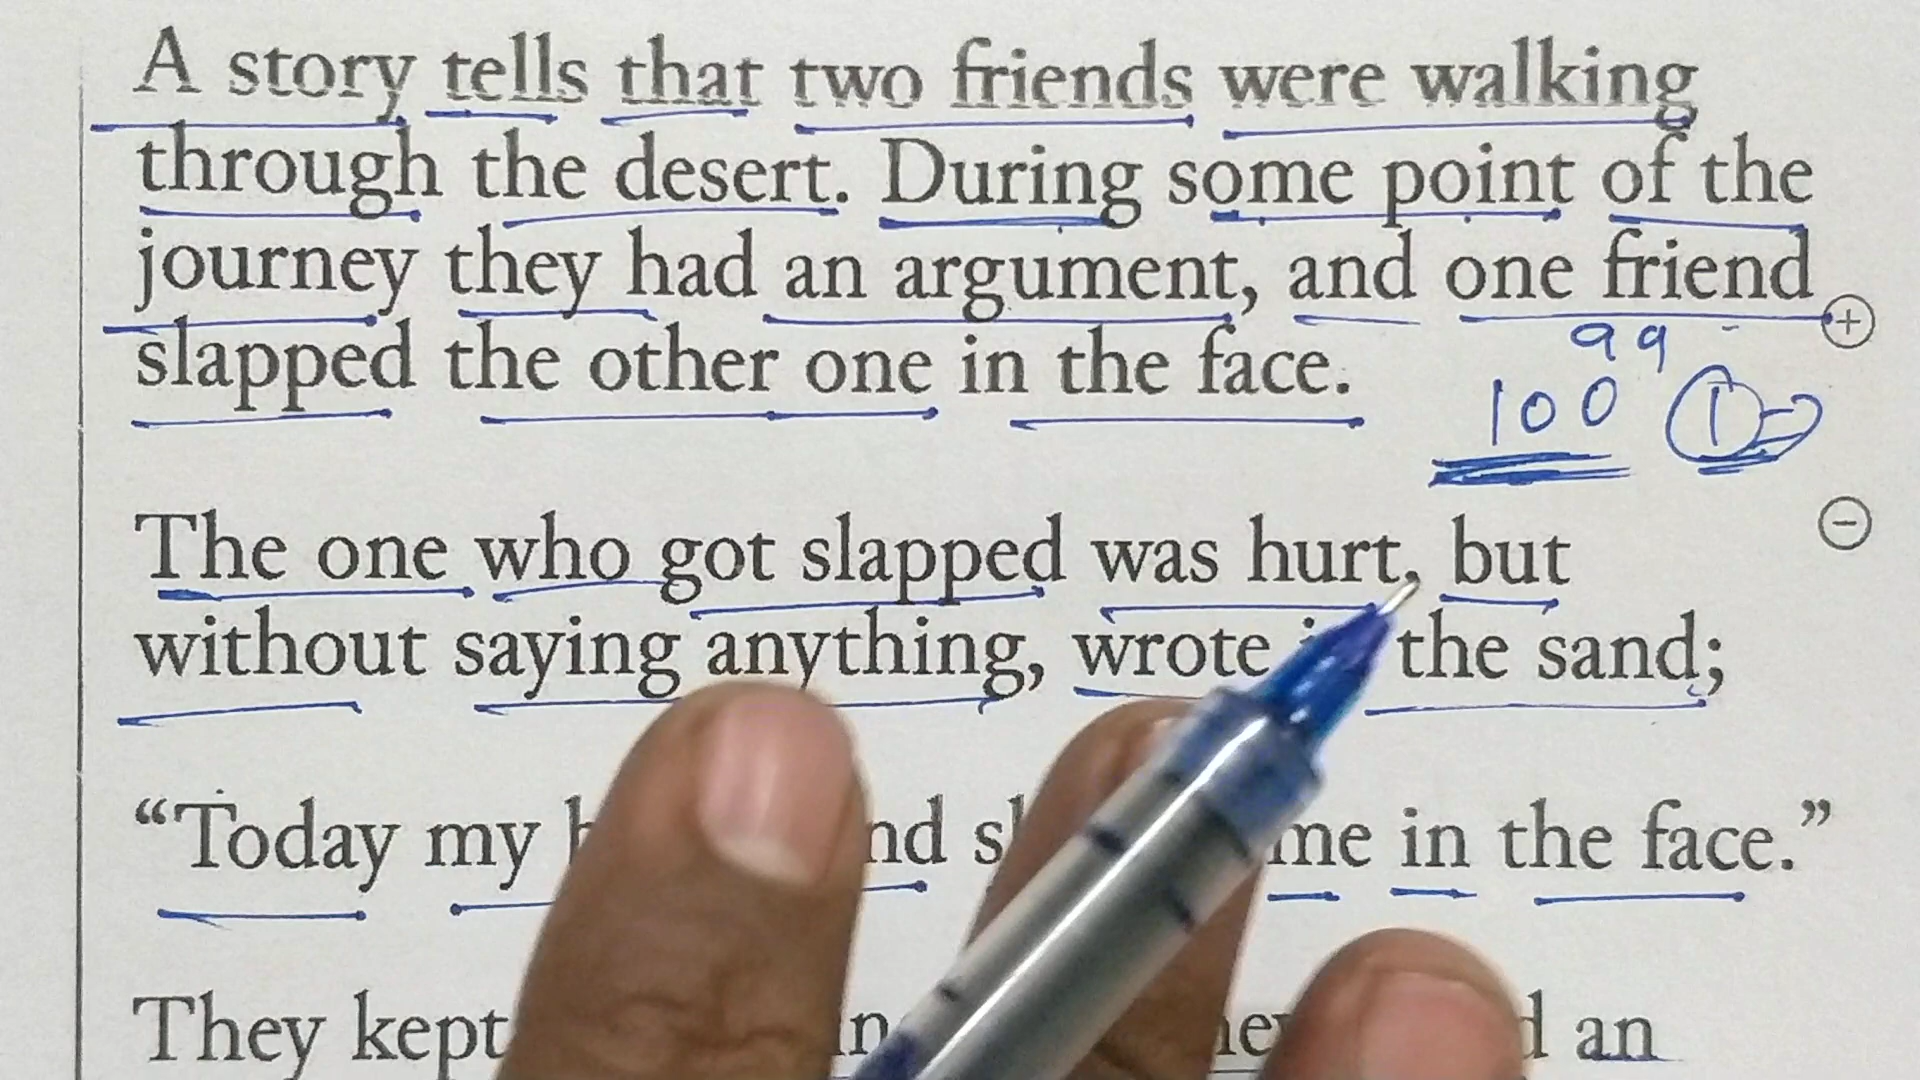 A story tells that two friends were walking
through the desert. During some point of the
journey they had an argument, and one friend
slapped the other one in the face.
99
100 1
The one who got slapped was hurt, but
without saying anything, wrote the sand;
“Today my me in the face.”
They kept an